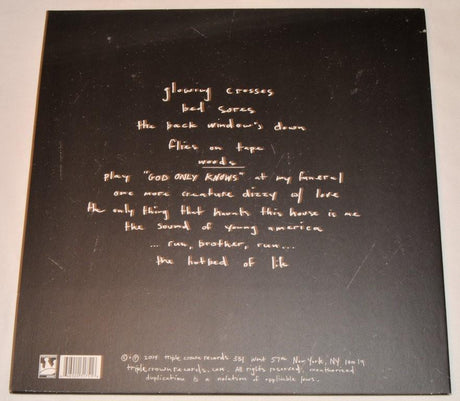 glowing crosses
bed sores
the back window's down
flies on tape
words
play "GOD ONLY KNOWS" at my funeral
one more creature dizzy of love
the only thing that haunts this house is me
the sound of young america
... run, brother, run ...
the hotbed of life
©+℗ 2014 triple crown records 331 West 57th New York, NY 10019
triplecrownrecords.com. All rights reserved. unauthorized
duplication is a violation of applicable laws.